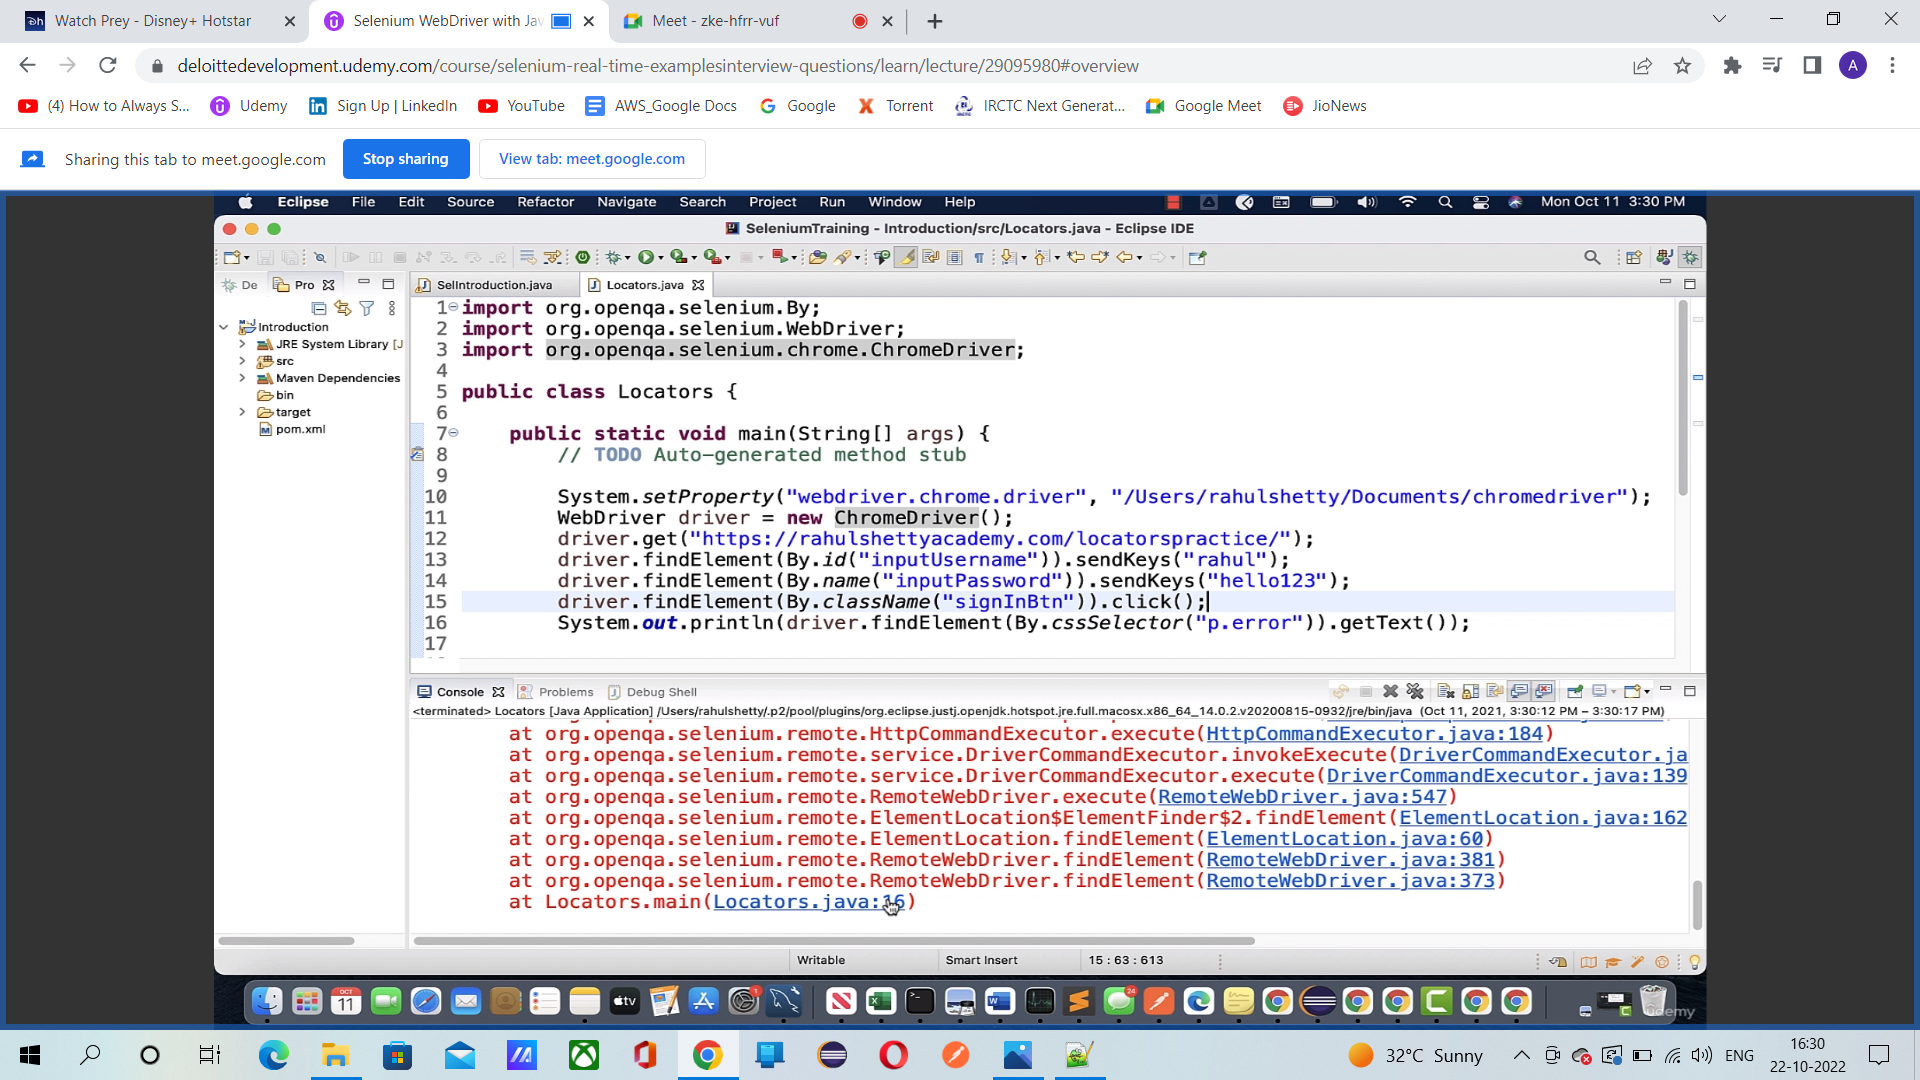 Watch Prey - Disney+ Hotstar
Selenium WebDriver with Jav
Meet - zke-hfrr-vuf
deloittedevelopment.udemy.com/course/selenium-real-time-examplesinterview-questions/learn/lecture/29095980#overview
A
(4) How to Always S...
Udemy
Sign Up | LinkedIn
YouTube
AWS_Google Docs
Google
Torrent
IRCTC Next Generat...
Google Meet
JioNews
Sharing this tab to meet.google.com
Stop sharing
View tab: meet.google.com
Eclipse File Edit Source Refactor Navigate Search Project Run Window Help
Mon Oct 11 3:30 PM
SeleniumTraining - Introduction/src/Locators.java - Eclipse IDE
De
Pro
SelIntroduction.java
Locators.java
Introduction
JRE System Library [J
src
Maven Dependencies
bin
target
pom.xml
1 import org.openqa.selenium.By;
2 import org.openqa.selenium.WebDriver;
3 import org.openqa.selenium.chrome.ChromeDriver;
4
5 public class Locators {
6
7 public static void main(String[] args) {
8 // TODO Auto-generated method stub
9
10 System.setProperty("webdriver.chrome.driver", "/Users/rahulshetty/Documents/chromedriver");
11 WebDriver driver = new ChromeDriver();
12 driver.get("https://rahulshettyacademy.com/locatorspractice/");
13 driver.findElement(By.id("inputUsername")).sendKeys("rahul");
14 driver.findElement(By.name("inputPassword")).sendKeys("hello123");
15 driver.findElement(By.className("signInBtn")).click();
16 System.out.println(driver.findElement(By.cssSelector("p.error")).getText());
17
Console
Problems
Debug Shell
<terminated> Locators [Java Application] /Users/rahulshetty/.p2/pool/plugins/org.eclipse.justj.openjdk.hotspot.jre.full.macosx.x86_64_14.0.2.v20200815-0932/jre/bin/java (Oct 11, 2021, 3:30:12 PM – 3:30:17 PM)
at org.openqa.selenium.remote.HttpCommandExecutor.execute(HttpCommandExecutor.java:184)
at org.openqa.selenium.remote.service.DriverCommandExecutor.invokeExecute(DriverCommandExecutor.ja
at org.openqa.selenium.remote.service.DriverCommandExecutor.execute(DriverCommandExecutor.java:139
at org.openqa.selenium.remote.RemoteWebDriver.execute(RemoteWebDriver.java:547)
at org.openqa.selenium.remote.ElementLocation$ElementFinder$2.findElement(ElementLocation.java:162
at org.openqa.selenium.remote.ElementLocation.findElement(ElementLocation.java:60)
at org.openqa.selenium.remote.RemoteWebDriver.findElement(RemoteWebDriver.java:381)
at org.openqa.selenium.remote.RemoteWebDriver.findElement(RemoteWebDriver.java:373)
at Locators.main(Locators.java:16)
Writable
Smart Insert
15 : 63 : 613
OCT
11
tv
24
1
udemy
32°C Sunny
ENG
16:30
22-10-2022